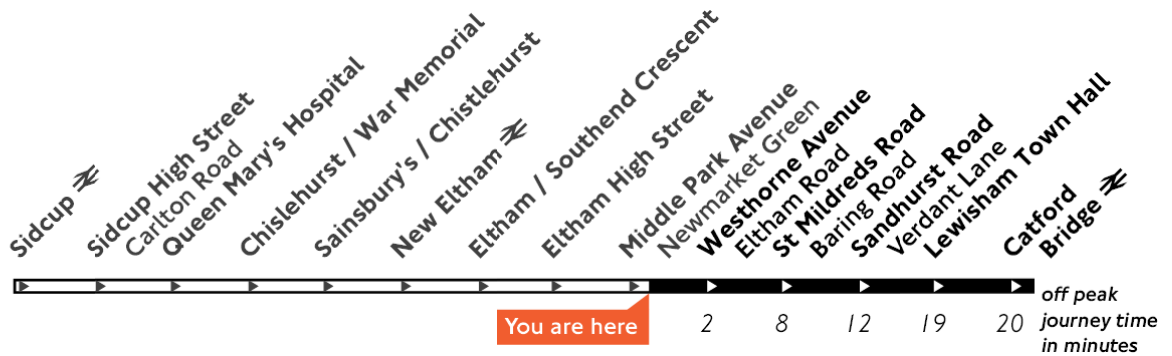 Sidcup
Sidcup High Street
Carlton Road
Queen Mary's Hospital
Chislehurst / War Memorial
Sainsbury's / Chistlehurst
New Eltham
Eltham / Southend Crescent
Eltham High Street
Middle Park Avenue
Newmarket Green
Westhorne Avenue
Eltham Road
St Mildreds Road
Baring Road
Sandhurst Road
Verdant Lane
Lewisham Town Hall
Catford
Bridge
You are here
2 8 12 19 20
off peak
journey time
in minutes